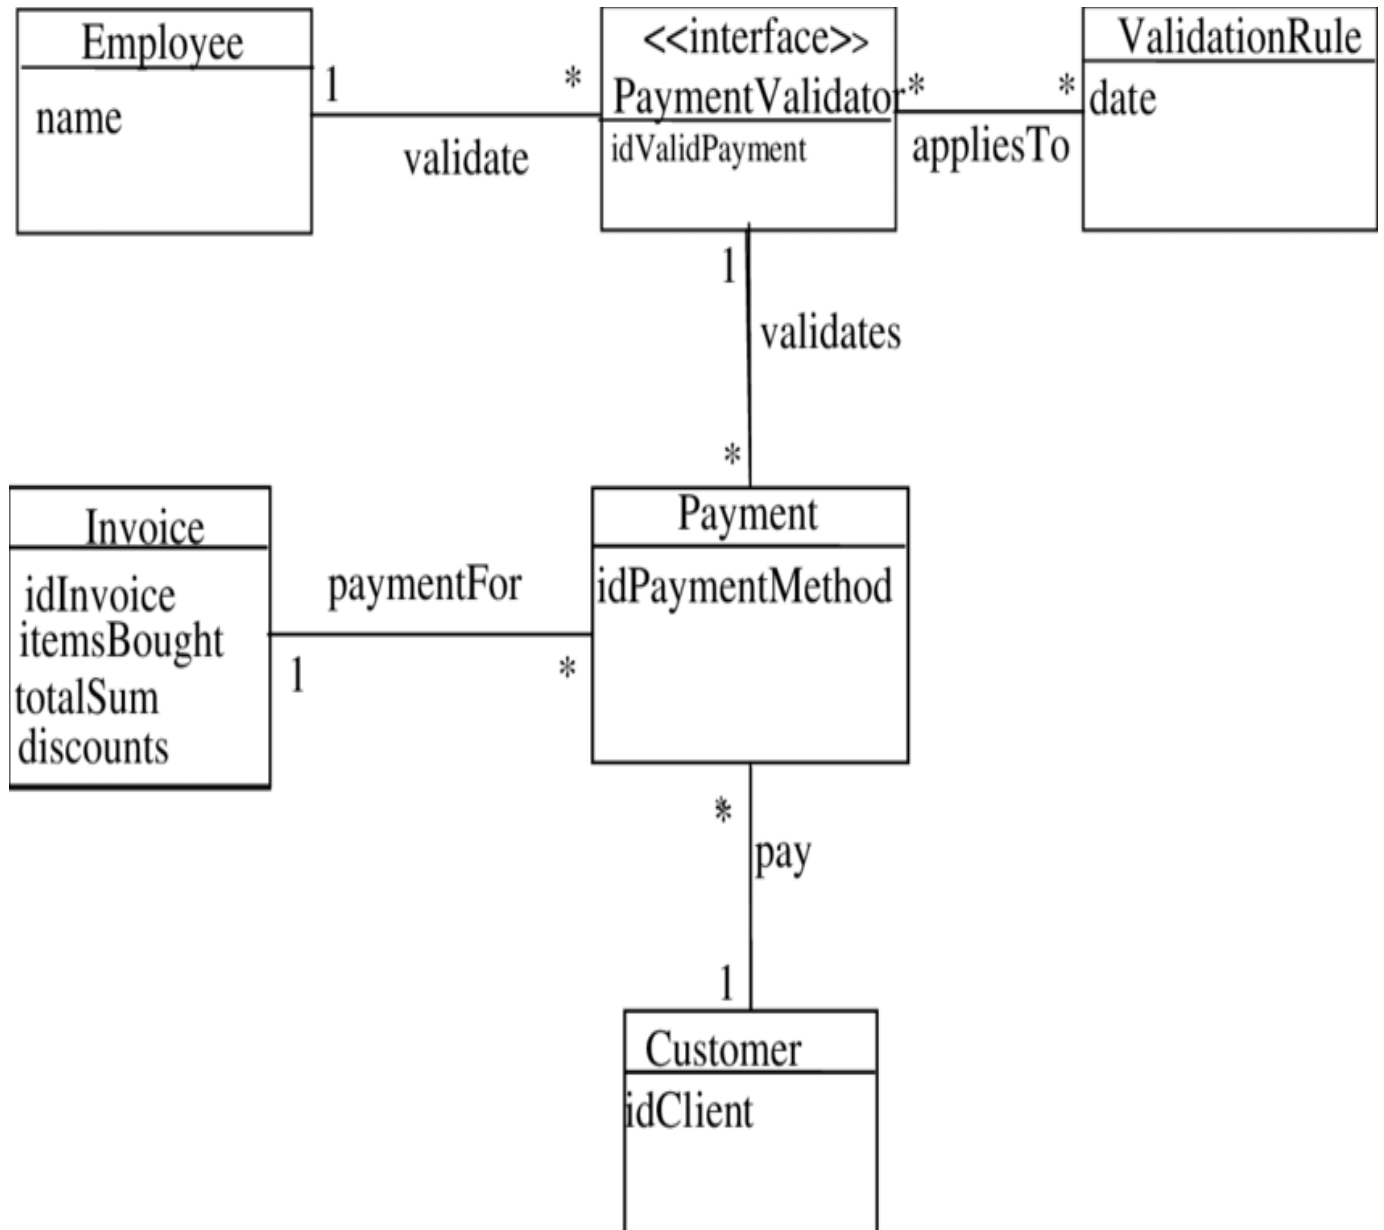 Employee
name
1
*
validate
<<interface>>
PaymentValidator
idValidPayment
*
*
appliesTo
ValidationRule
date
1
validates
*
Invoice
idInvoice
itemsBought
totalSum
discounts
paymentFor
1
*
Payment
idPaymentMethod
*
pay
1
Customer
idClient